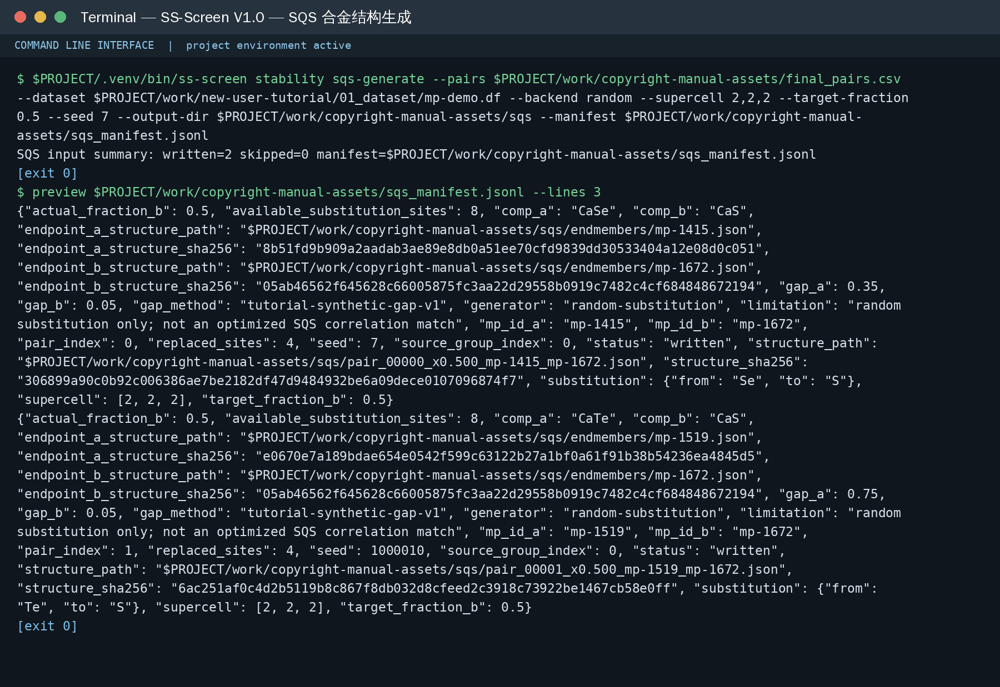 Terminal — SS-Screen V1.0 — SQS 合金结构生成
COMMAND LINE INTERFACE | project environment active
$ $PROJECT/.venv/bin/ss-screen stability sqs-generate --pairs $PROJECT/work/copyright-manual-assets/final_pairs.csv
--dataset $PROJECT/work/new-user-tutorial/01_dataset/mp-demo.df --backend random --supercell 2,2,2 --target-fraction
0.5 --seed 7 --output-dir $PROJECT/work/copyright-manual-assets/sqs --manifest $PROJECT/work/copyright-manual-
assets/sqs_manifest.jsonl
SQS input summary: written=2 skipped=0 manifest=$PROJECT/work/copyright-manual-assets/sqs_manifest.jsonl
[exit 0]
$ preview $PROJECT/work/copyright-manual-assets/sqs_manifest.jsonl --lines 3
{"actual_fraction_b": 0.5, "available_substitution_sites": 8, "comp_a": "CaSe", "comp_b": "CaS",
"endpoint_a_structure_path": "$PROJECT/work/copyright-manual-assets/sqs/endmembers/mp-1415.json",
"endpoint_a_structure_sha256": "8b51fd9b909a2aadab3ae89e8db0a51ee70cfd9839dd30533404a12e08d0c051",
"endpoint_b_structure_path": "$PROJECT/work/copyright-manual-assets/sqs/endmembers/mp-1672.json",
"endpoint_b_structure_sha256": "05ab46562f645628c66005875fc3aa22d29558b0919c7482c4cf684848672194", "gap_a": 0.35,
"gap_b": 0.05, "gap_method": "tutorial-synthetic-gap-v1", "generator": "random-substitution", "limitation": "random
substitution only; not an optimized SQS correlation match", "mp_id_a": "mp-1415", "mp_id_b": "mp-1672",
"pair_index": 0, "replaced_sites": 4, "seed": 7, "source_group_index": 0, "status": "written", "structure_path":
"$PROJECT/work/copyright-manual-assets/sqs/pair_00000_x0.500_mp-1415_mp-1672.json", "structure_sha256":
"306899a90c0b92c006386ae7be2182df47d9484932be6a09dece0107096874f7", "substitution": {"from": "Se", "to": "S"},
"supercell": [2, 2, 2], "target_fraction_b": 0.5}
{"actual_fraction_b": 0.5, "available_substitution_sites": 8, "comp_a": "CaTe", "comp_b": "CaS",
"endpoint_a_structure_path": "$PROJECT/work/copyright-manual-assets/sqs/endmembers/mp-1519.json",
"endpoint_a_structure_sha256": "e0670e7a189bdae654e0542f599c63122b27a1bf0a61f91b38b54236ea4845d5",
"endpoint_b_structure_path": "$PROJECT/work/copyright-manual-assets/sqs/endmembers/mp-1672.json",
"endpoint_b_structure_sha256": "05ab46562f645628c66005875fc3aa22d29558b0919c7482c4cf684848672194", "gap_a": 0.75,
"gap_b": 0.05, "gap_method": "tutorial-synthetic-gap-v1", "generator": "random-substitution", "limitation": "random
substitution only; not an optimized SQS correlation match", "mp_id_a": "mp-1519", "mp_id_b": "mp-1672",
"pair_index": 1, "replaced_sites": 4, "seed": 1000010, "source_group_index": 0, "status": "written",
"structure_path": "$PROJECT/work/copyright-manual-assets/sqs/pair_00001_x0.500_mp-1519_mp-1672.json",
"structure_sha256": "6ac251af0c4d2b5119b8c867f8db032d8cfeed2c3918c73922be1467cb58e0ff", "substitution": {"from":
"Te", "to": "S"}, "supercell": [2, 2, 2], "target_fraction_b": 0.5}
[exit 0]